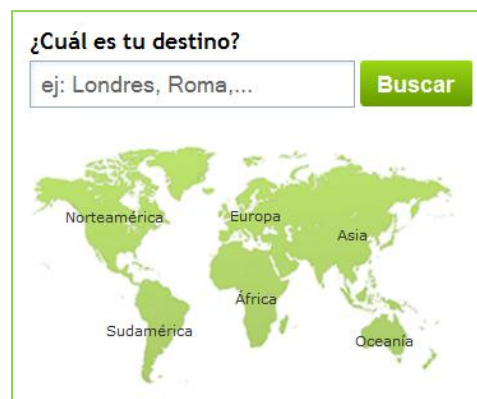 ¿Cuál es tu destino?
ej: Londres, Roma,... Buscar
Norteamérica Europa
Asia
África
Sudamérica
Oceanía